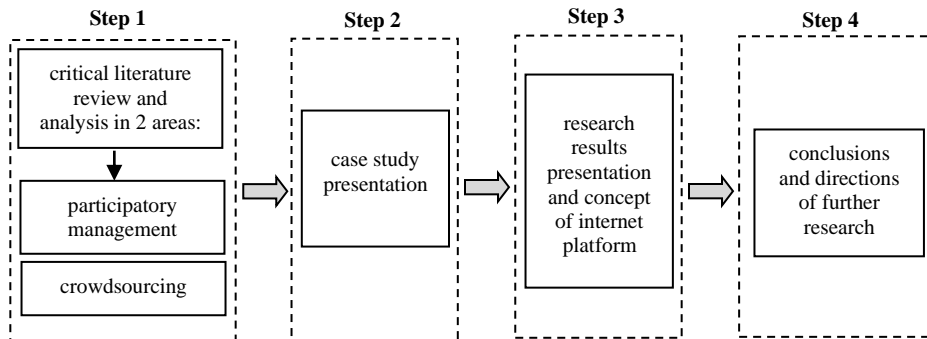 Step 1
critical literature
review and
analysis in 2 areas:
participatory
management
crowdsourcing
Step 2
case study
presentation
Step 3
research
results
presentation
and concept
of internet
platform
Step 4
conclusions
and directions
of further
research